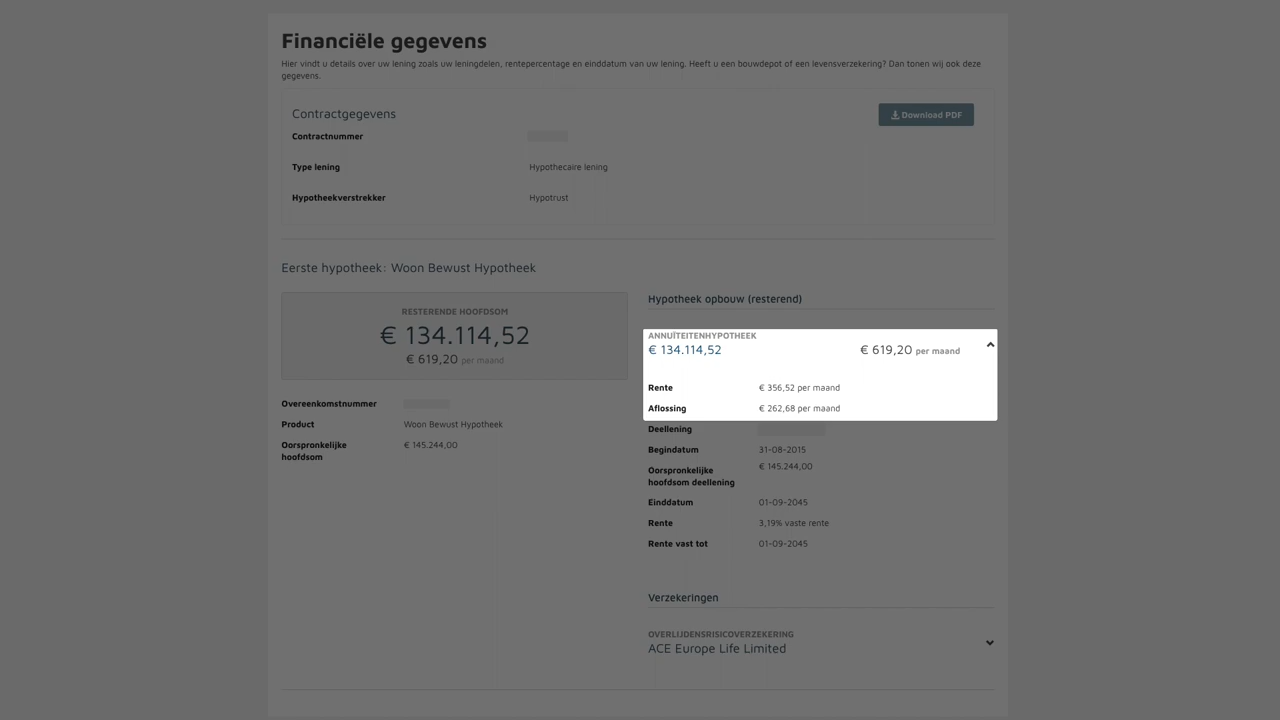 Financiële gegevens
Hier vindt u details over uw lening zoals uw leningdelen, rentepercentage en einddatum van uw lening. Heeft u een bouwdepot of een levensverzekering? Dan tonen wij ook deze
gegevens.
Contractgegevens
Download PDF
Contractnummer
Type lening Hypothecaire lening
Hypotheekverstrekker Hypotrust
Eerste hypotheek: Woon Bewust Hypotheek
RESTERENDE HOOFDSOM
€ 134.114,52
€ 619,20 per maand
Overeenkomstnummer
Product Woon Bewust Hypotheek
Oorspronkelijke € 145.244,00
hoofdsom
Hypotheek opbouw (resterend)
ANNUÏTEITENHYPOTHEEK
€ 134.114,52 € 619,20 per maand
Rente € 356,52 per maand
Aflossing € 262,68 per maand
Deellening
Begindatum 31-08-2015
Oorspronkelijke € 145.244,00
hoofdsom deellening
Einddatum 01-09-2045
Rente 3,19% vaste rente
Rente vast tot 01-09-2045
Verzekeringen
OVERLIJDENSRISICOVERZEKERING
ACE Europe Life Limited